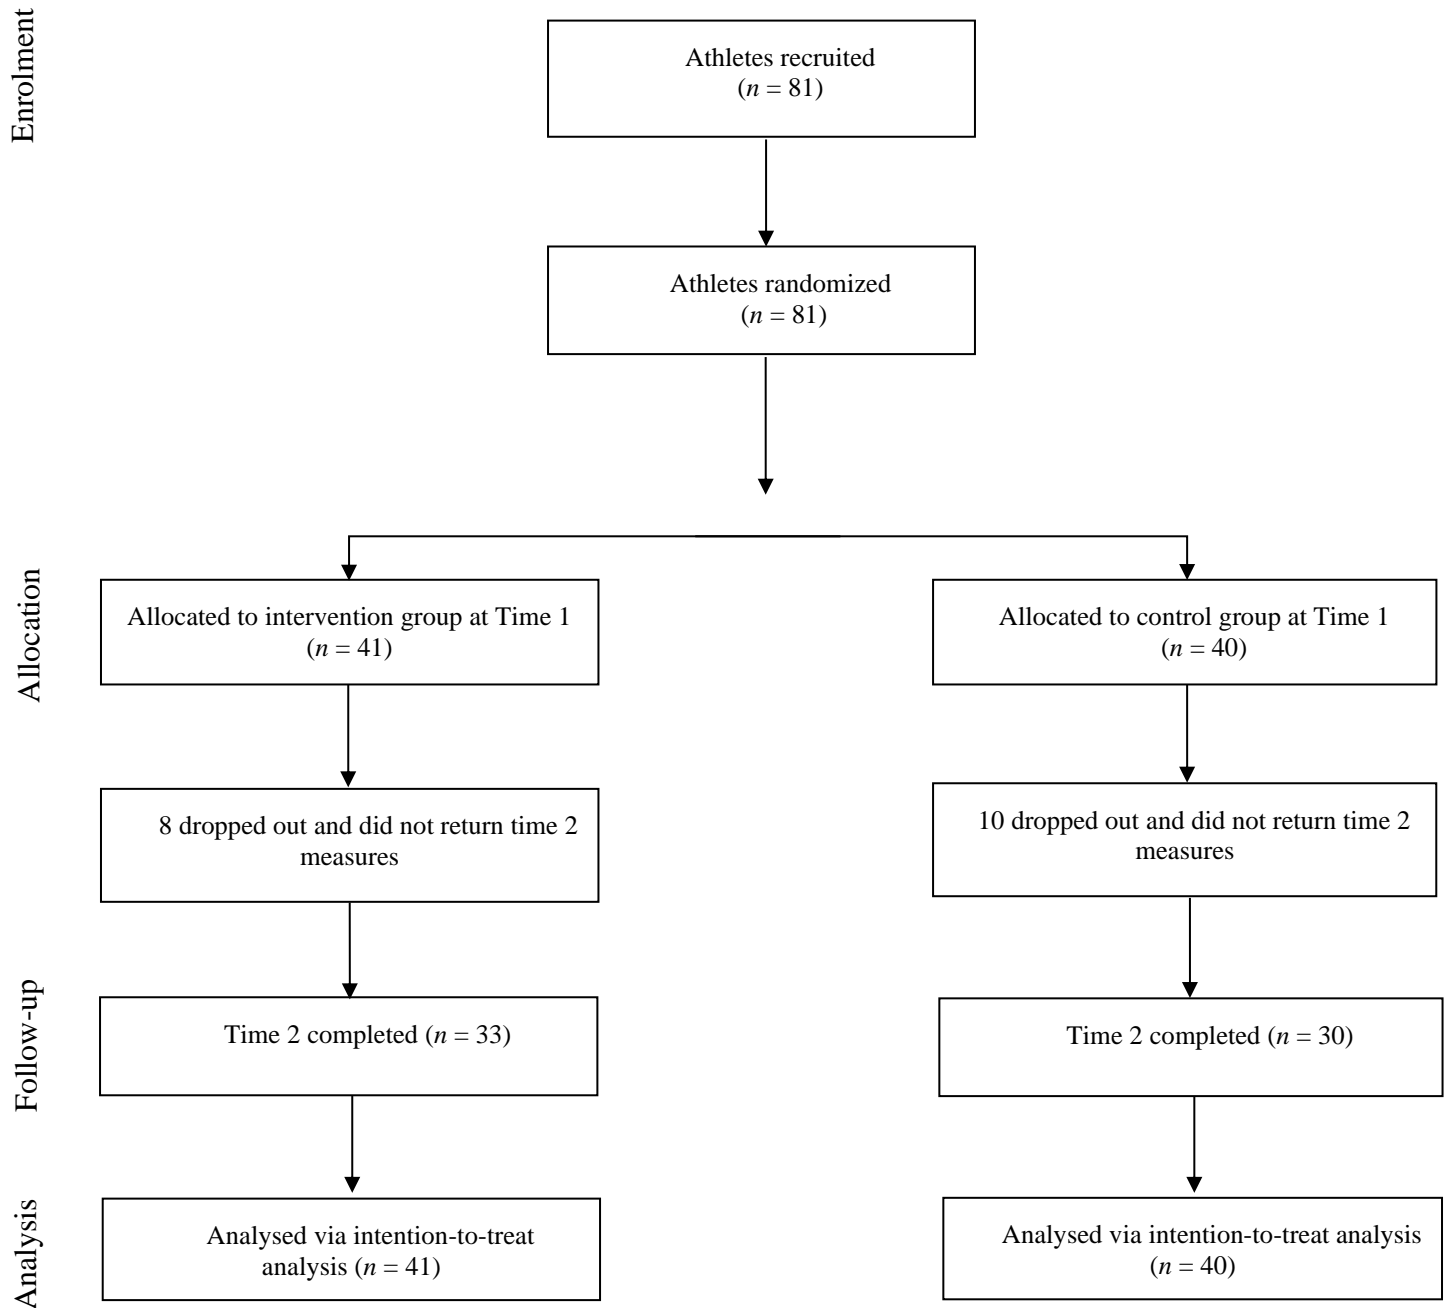 Enrolment
Athletes recruited
(n = 81)
Athletes randomized
(n = 81)
Allocation
Allocated to intervention group at Time 1
(n = 41)
Allocated to control group at Time 1
(n = 40)
8 dropped out and did not return time 2
measures
10 dropped out and did not return time 2
measures
Follow-up
Time 2 completed (n = 33)
Time 2 completed (n = 30)
Analysis
Analysed via intention-to-treat
analysis (n = 41)
Analysed via intention-to-treat analysis
(n = 40)